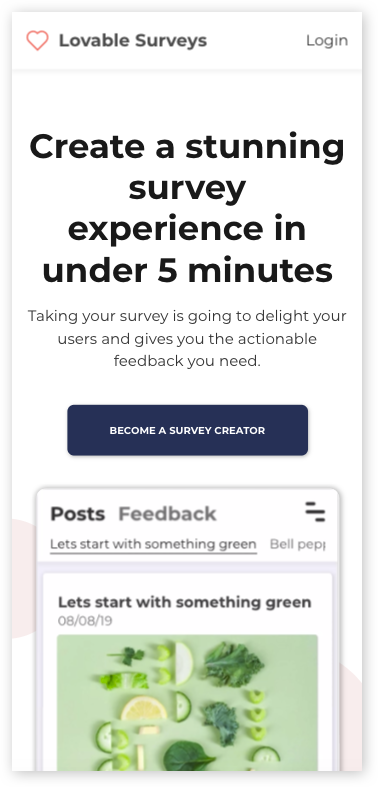 Lovable Surveys
Login
Create a stunning
survey
experience in
under 5 minutes
Taking your survey is going to delight your
users and gives you the actionable
feedback you need.
BECOME A SURVEY CREATOR
Posts Feedback
Lets start with something green Bell pepp
Lets start with something green
08/08/19